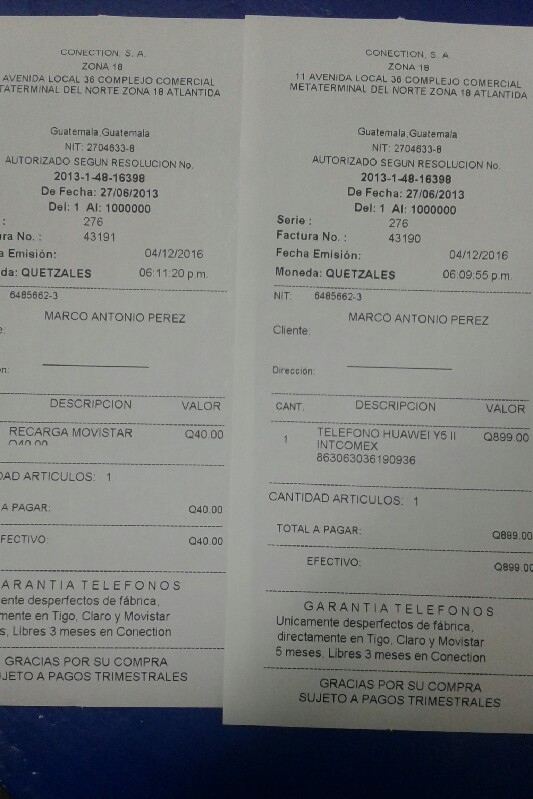 CONECTION, S. A.
ZONA 18
AVENIDA LOCAL 36 COMPLEJO COMERCIAL
TATERMINAL DEL NORTE ZONA 18 ATLANTIDA
Guatemala,Guatemala
NIT: 2704633-8
AUTORIZADO SEGUN RESOLUCION No.
2013-1-48-16398
De Fecha: 27/06/2013
Del: 1 Al: 1000000
: 276
ura No. : 43191
a Emisión: 04/12/2016
da: QUETZALES 06:11:20 p.m.
6485662-3
MARCO ANTONIO PEREZ
e:
n:
DESCRIPCION VALOR
RECARGA MOVISTAR Q40.00
Q40.00
DAD ARTICULOS: 1
A PAGAR: Q40.00
FECTIVO: Q40.00
ARANTIA TELEFONOS
ente desperfectos de fábrica,
mente en Tigo, Claro y Movistar
s, Libres 3 meses en Conection
GRACIAS POR SU COMPRA
UJETO A PAGOS TRIMESTRALES
CONECTION, S. A.
ZONA 18
11 AVENIDA LOCAL 36 COMPLEJO COMERCIAL
METATERMINAL DEL NORTE ZONA 18 ATLANTIDA
Guatemala,Guatemala
NIT: 2704633-8
AUTORIZADO SEGUN RESOLUCION No.
2013-1-48-16398
De Fecha: 27/06/2013
Del: 1 Al: 1000000
Serie : 276
Factura No. : 43190
Fecha Emisión: 04/12/2016
Moneda: QUETZALES 06:09:55 p.m.
NIT: 6485662-3
MARCO ANTONIO PEREZ
Cliente:
Dirección:
CANT. DESCRIPCION VALOR
1 TELEFONO HUAWEI Y5 II Q899.00
INTCOMEX
863063036190936
CANTIDAD ARTICULOS: 1
TOTAL A PAGAR: Q899.00
EFECTIVO: Q899.00
GARANTIA TELEFONOS
Unicamente desperfectos de fábrica,
directamente en Tigo, Claro y Movistar
5 meses, Libres 3 meses en Conection
GRACIAS POR SU COMPRA
SUJETO A PAGOS TRIMESTRALES